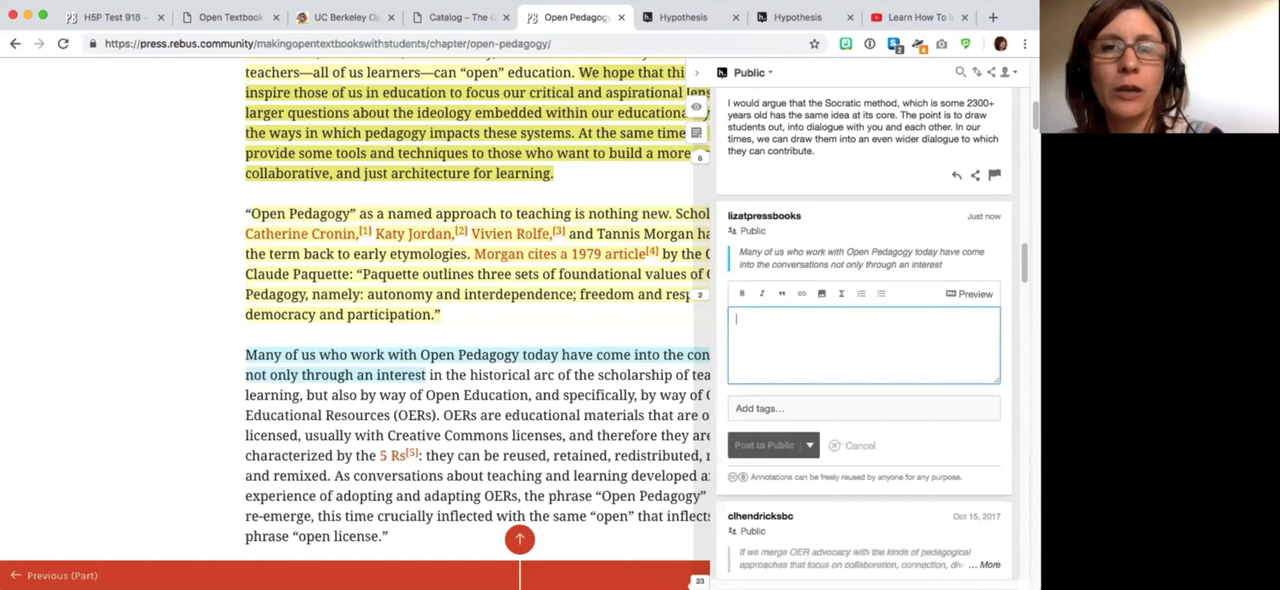 H5P Test 918 –
Open Textbook
UC Berkeley Op
Catalog – The O
Open Pedagogy
Hypothesis
Hypothesis
Learn How To I
https://press.rebus.community/makingopentextbookswithstudents/chapter/open-pedagogy/
2
4
teachers—all of us learners—can “open” education. We hope that thi
inspire those of us in education to focus our critical and aspirational lens
larger questions about the ideology embedded within our educationa
the ways in which pedagogy impacts these systems. At the same time
provide some tools and techniques to those who want to build a more
collaborative, and just architecture for learning.
“Open Pedagogy” as a named approach to teaching is nothing new. Schol
Catherine Cronin,[1] Katy Jordan,[2] Vivien Rolfe,[3] and Tannis Morgan ha
the term back to early etymologies. Morgan cites a 1979 article[4] by the C
Claude Paquette: “Paquette outlines three sets of foundational values of O
Pedagogy, namely: autonomy and interdependence; freedom and resp
democracy and participation.”
Many of us who work with Open Pedagogy today have come into the con
not only through an interest in the historical arc of the scholarship of tea
learning, but also by way of Open Education, and specifically, by way of O
Educational Resources (OERs). OERs are educational materials that are o
licensed, usually with Creative Commons licenses, and therefore they are
characterized by the 5 Rs[5]: they can be reused, retained, redistributed, r
and remixed. As conversations about teaching and learning developed a
experience of adopting and adapting OERs, the phrase “Open Pedagogy”
re-emerge, this time crucially inflected with the same “open” that inflects
phrase “open license.”
← Previous (Part)
6
2
23
Public
I would argue that the Socratic method, which is some 2300+
years old has the same idea at its core. The point is to draw
students out, into dialogue with you and each other. In our
times, we can draw them into an even wider dialogue to which
they can contribute.
lizatpressbooks Just now
Public
Many of us who work with Open Pedagogy today have come
into the conversations not only through an interest
B I ” Σ Preview
Add tags...
Post to Public Cancel
Annotations can be freely reused by anyone for any purpose.
clhendricksbc Oct 15, 2017
Public
If we merge OER advocacy with the kinds of pedagogical
approaches that focus on collaboration, connection, div ... More